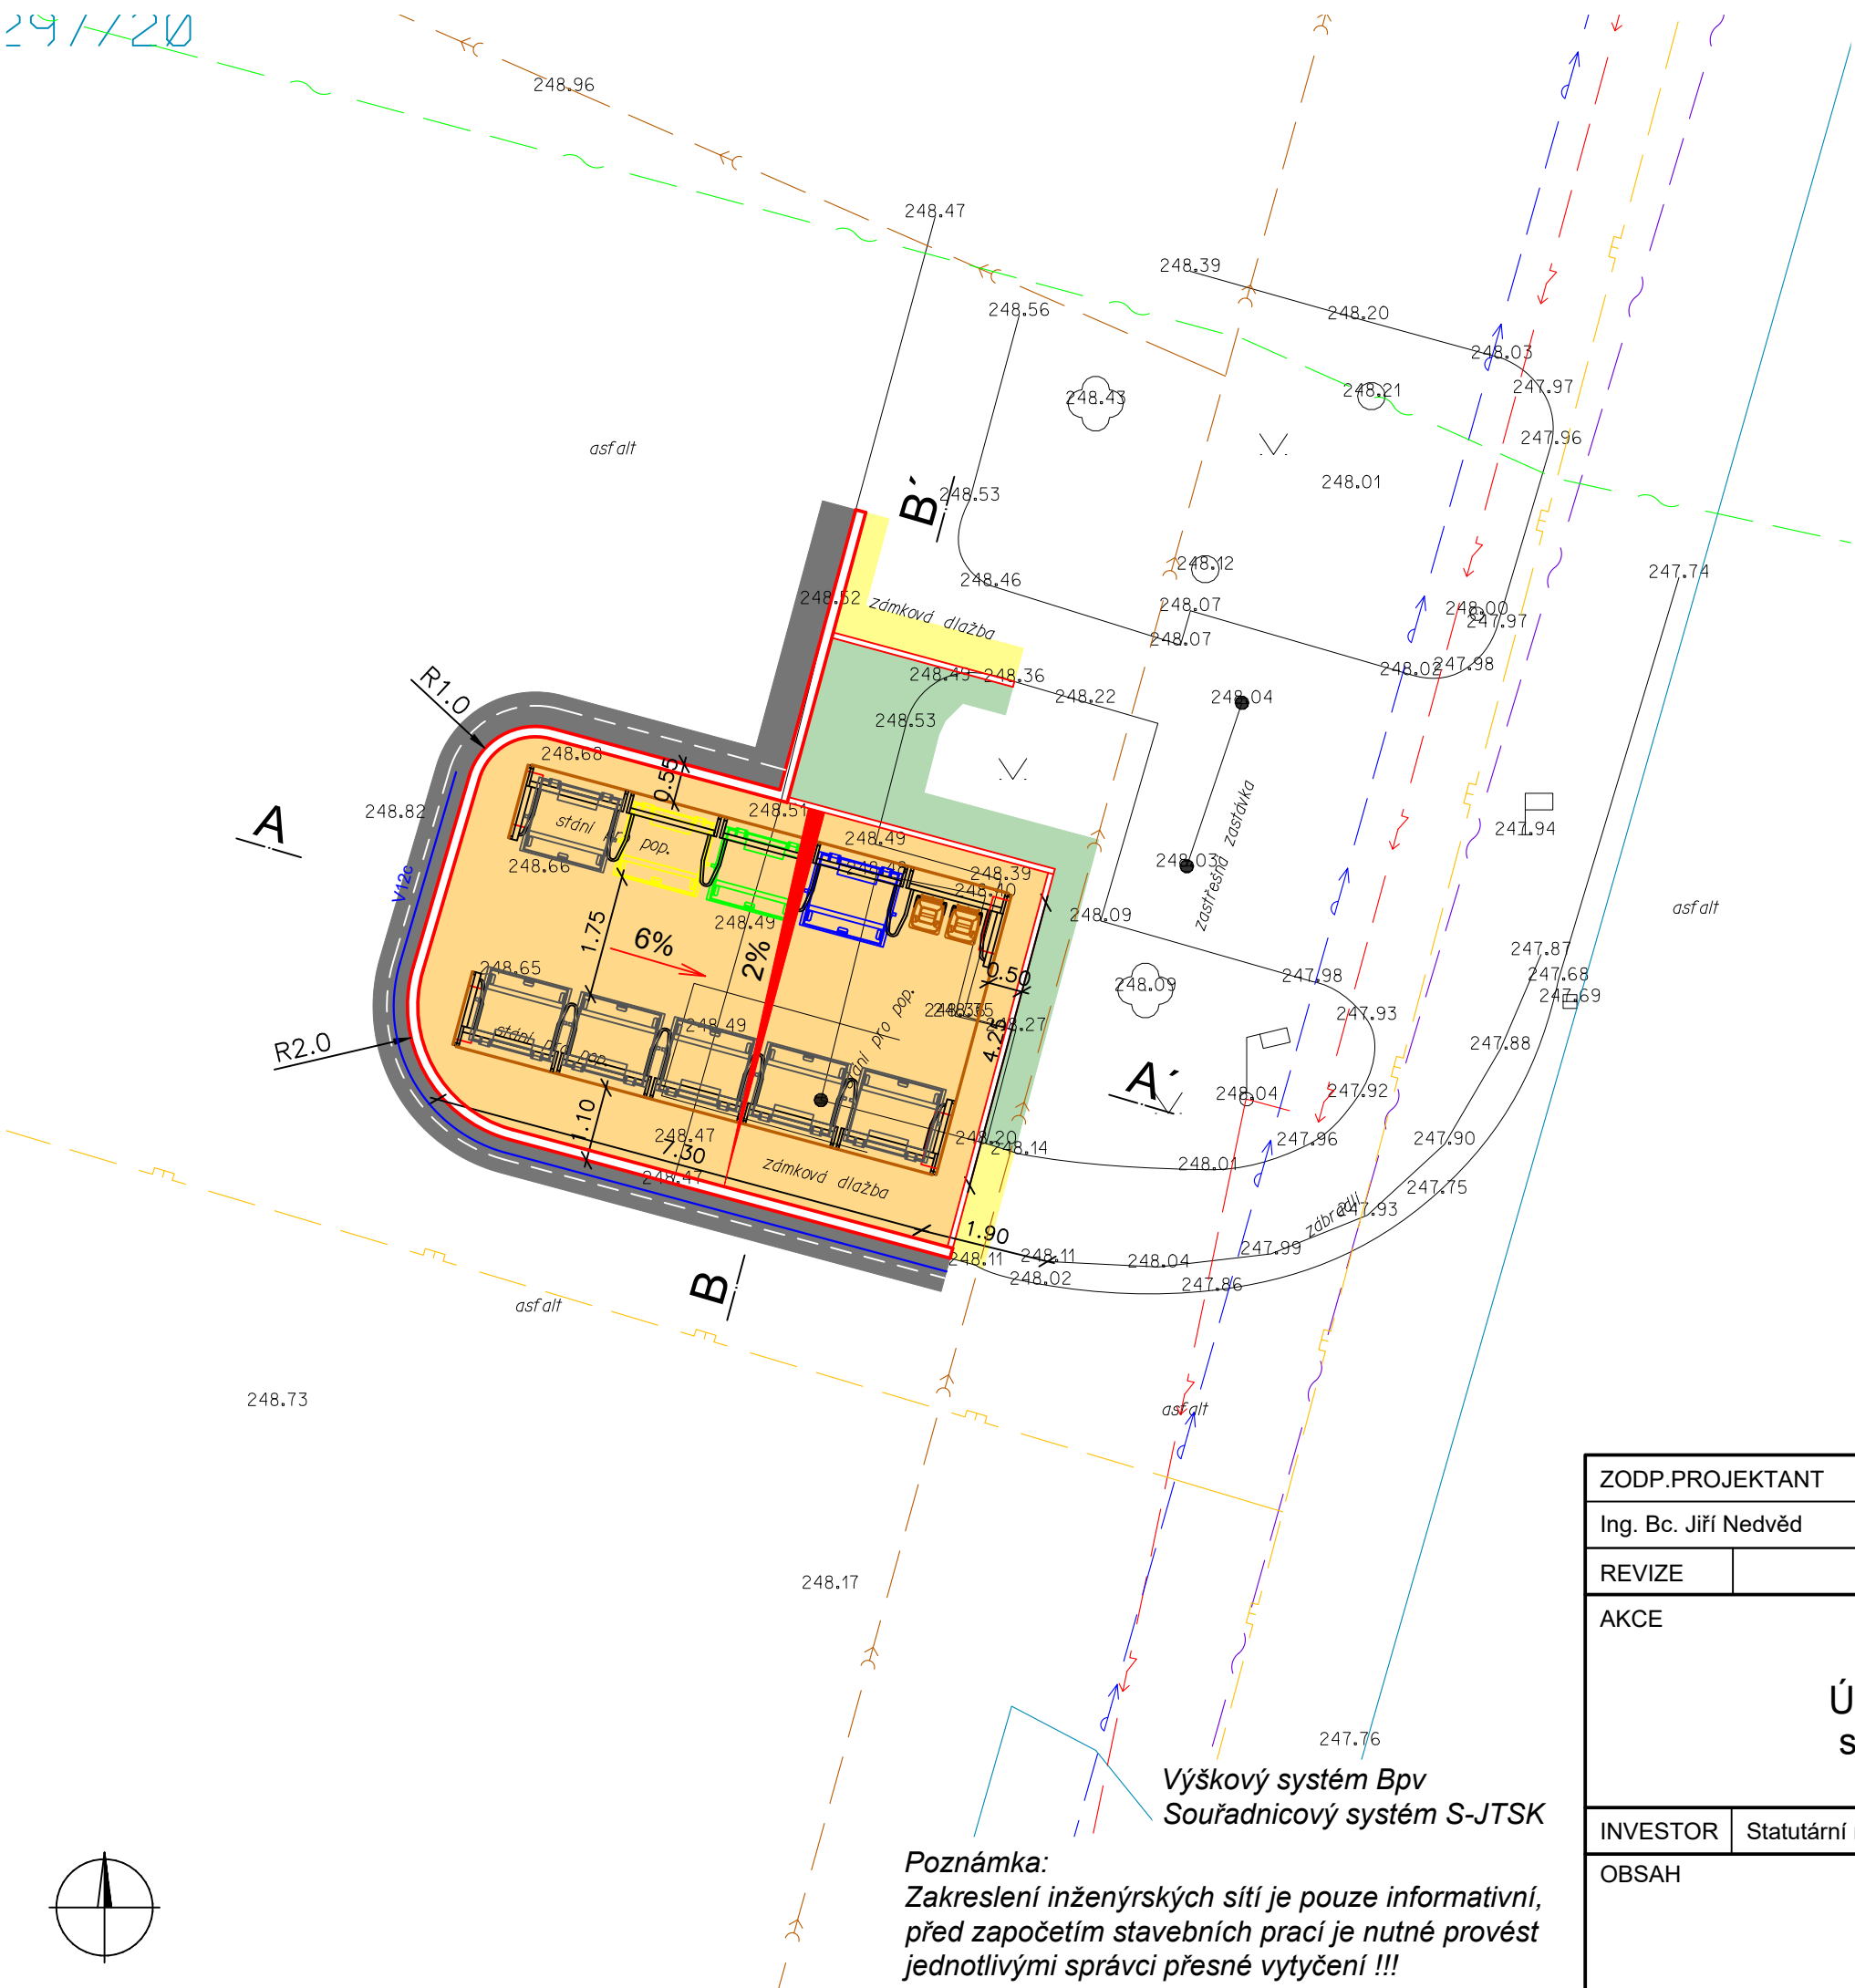 248.96
248.47
248.39
248.56
248.20
248.03
247.97
248.21
248.43
247.96
asfalt
248.01
248.53
B´
248.12
247.74
248.46
248.52
zámková dlažba
248.07
248.00
247.97
248.07
248.02
247.98
248.49
248.36
248.22
248.04
R1.0
248.53
248.68
0.55
zastřešná zastávka
A
248.82
248.51
stání
pop.
248.49
247.94
248.66
248.03
248.39
248.40
V12c
248.49
248.09
asfalt
1.75
6%
2%
248.65
0.50
247.98
247.87
247.68
247.69
248.09
stání pro pop.
248.35
248.27
247.93
248.49
4.25
R2.0
stání pro pop.
247.88
A´
248.04
247.92
1.10
248.47
7.30
248.20
248.14
247.96
247.90
248.01
zámková dlažba
248.47
247.75
zábradlí
247.93
1.90
247.99
248.11
248.11
248.04
248.02
247.86
B
asfalt
248.73
asfalt
248.17
247.76
Výškový systém Bpv
Souřadnicový systém S-JTSK
Poznámka:
Zakreslení inženýrských sítí je pouze informativní,
před započetím stavebních prací je nutné provést
jednotlivými správci přesné vytyčení !!!
ZODP.PROJEKTANT
Ing. Bc. Jiří Nedvěd
REVIZE
AKCE
Ú
s
INVESTOR
Statutární
OBSAH